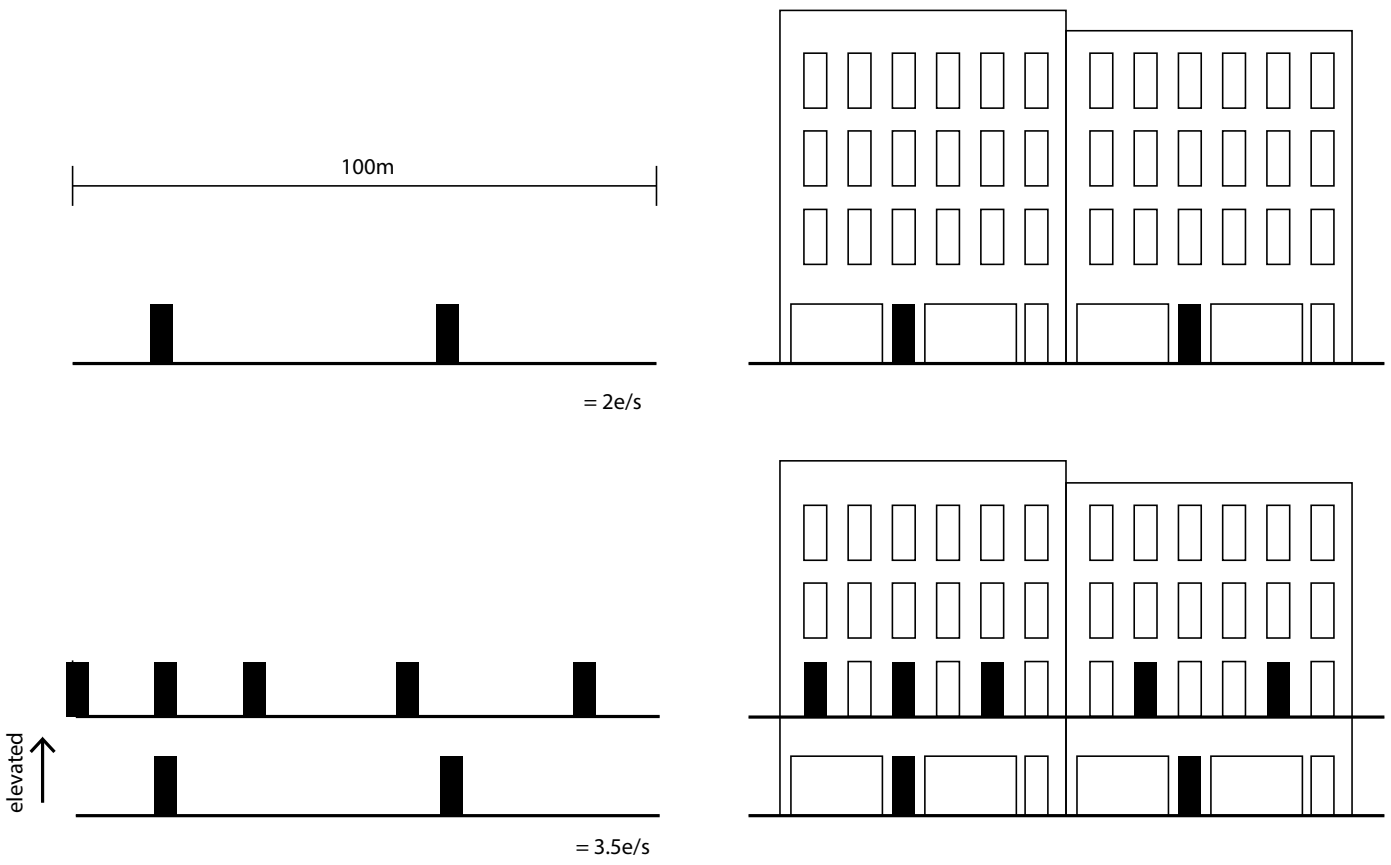 100m
= 2e/s
elevated
= 3.5e/s